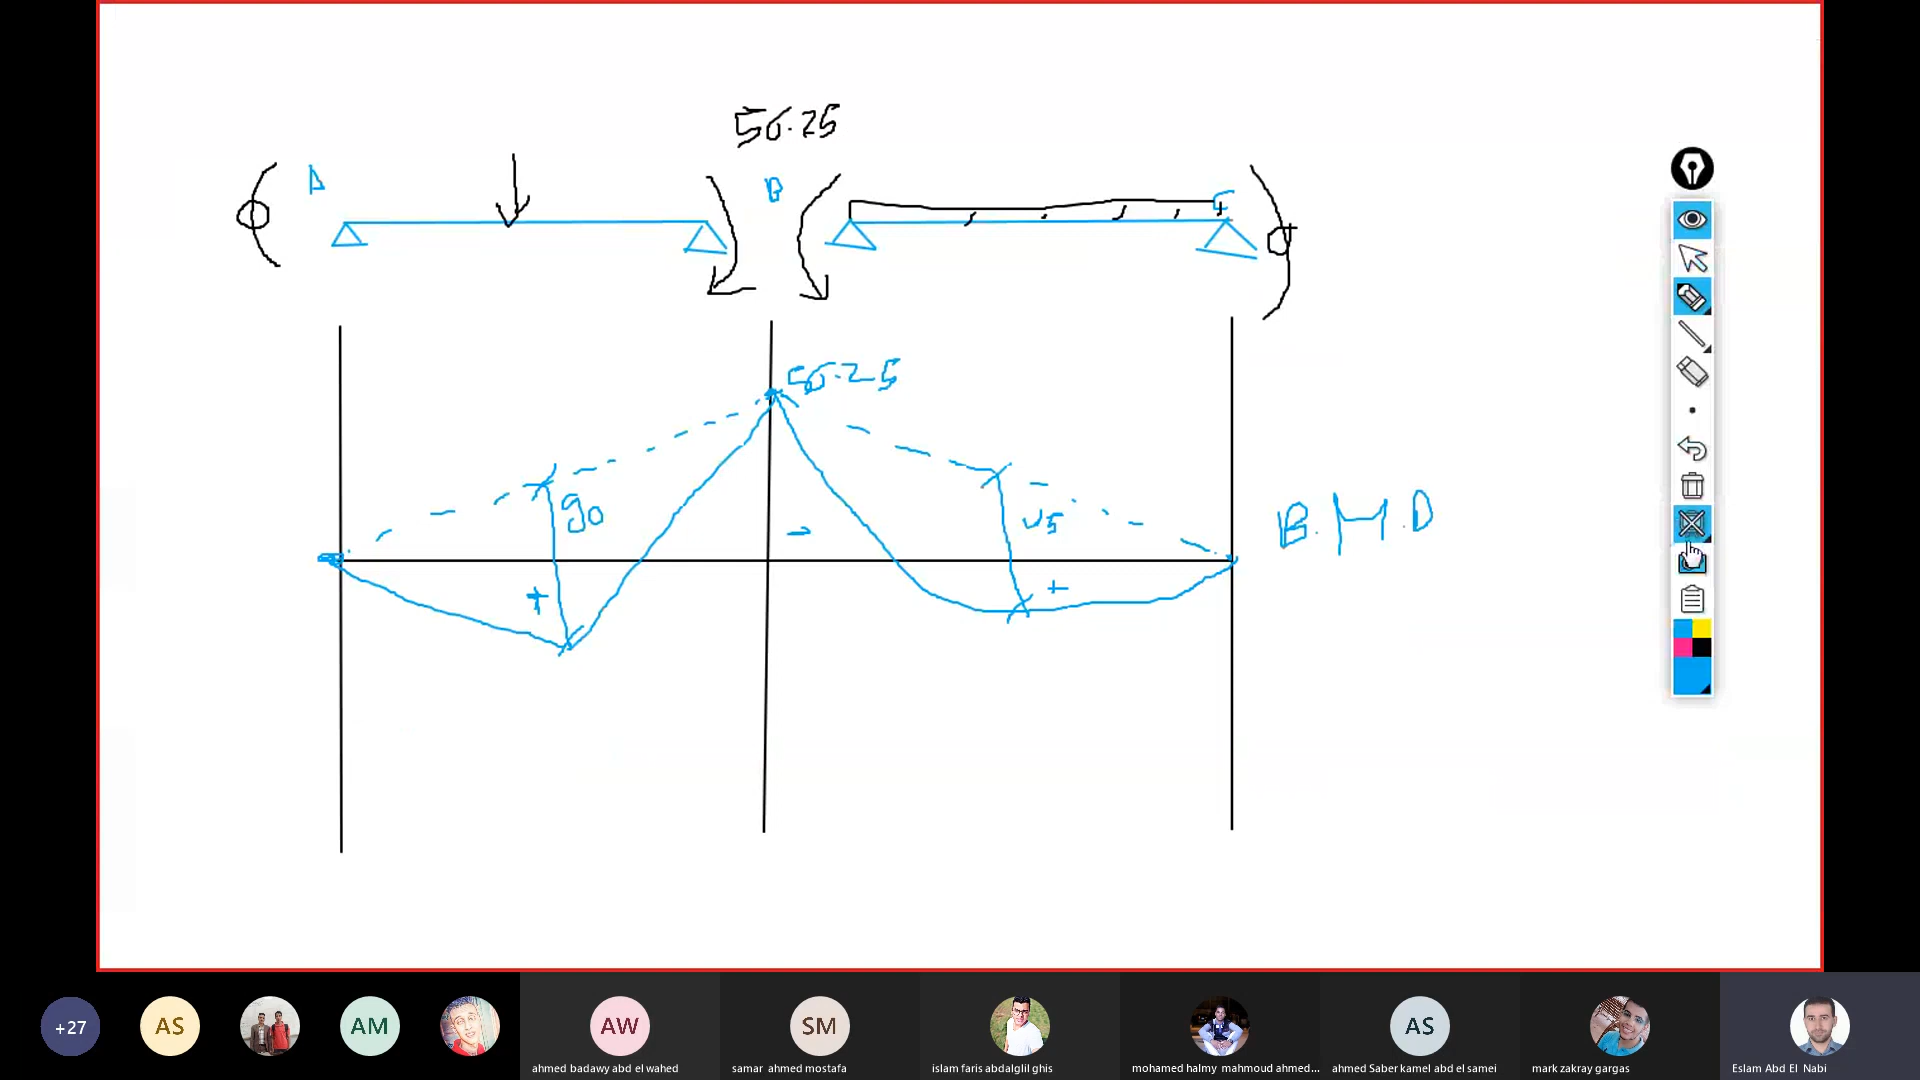 56.25
A
B
C
56.25
90
45
-
B.M.D
+
+
+27
AS
AM
AW
SM
AS
ahmed badawy abd el wahed
samar ahmed mostafa
islam faris abdalglil ghis
mohamed halmy mahmoud ahmed...
ahmed Saber kamel abd el samei
mark zakray gargas
Eslam Abd El Nabi